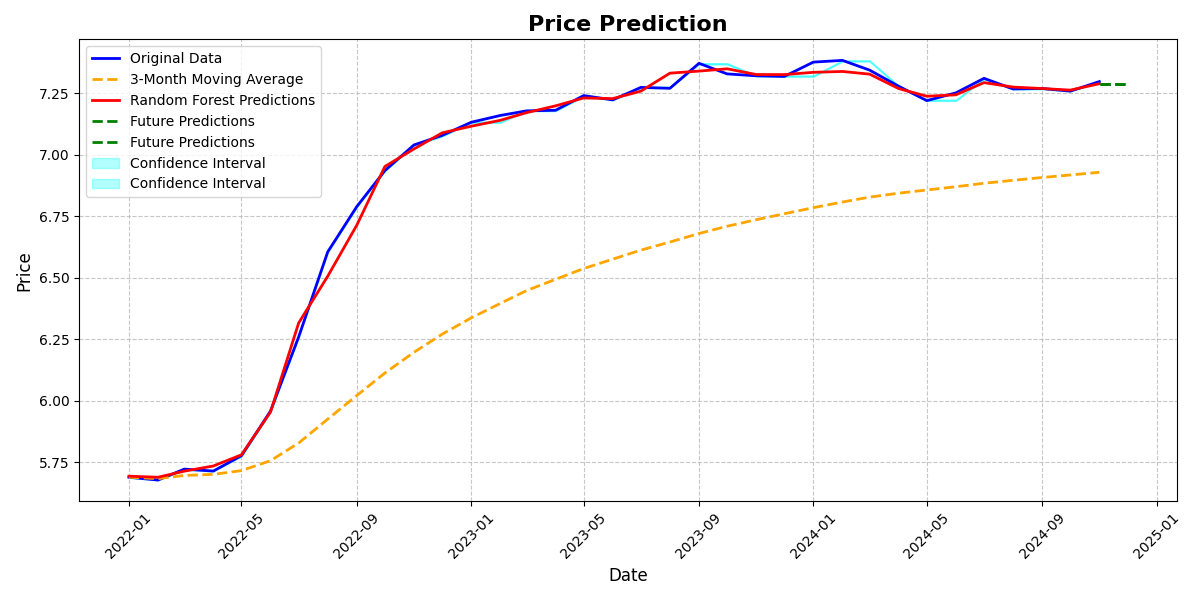 Price Prediction
Original Data
3-Month Moving Average
Random Forest Predictions
Future Predictions
Future Predictions
Confidence Interval
Confidence Interval
Price
7.25
7.00
6.75
6.50
6.25
6.00
5.75
2022-01
2022-05
2022-09
2023-01
2023-05
2023-09
2024-01
2024-05
2024-09
2025-01
Date